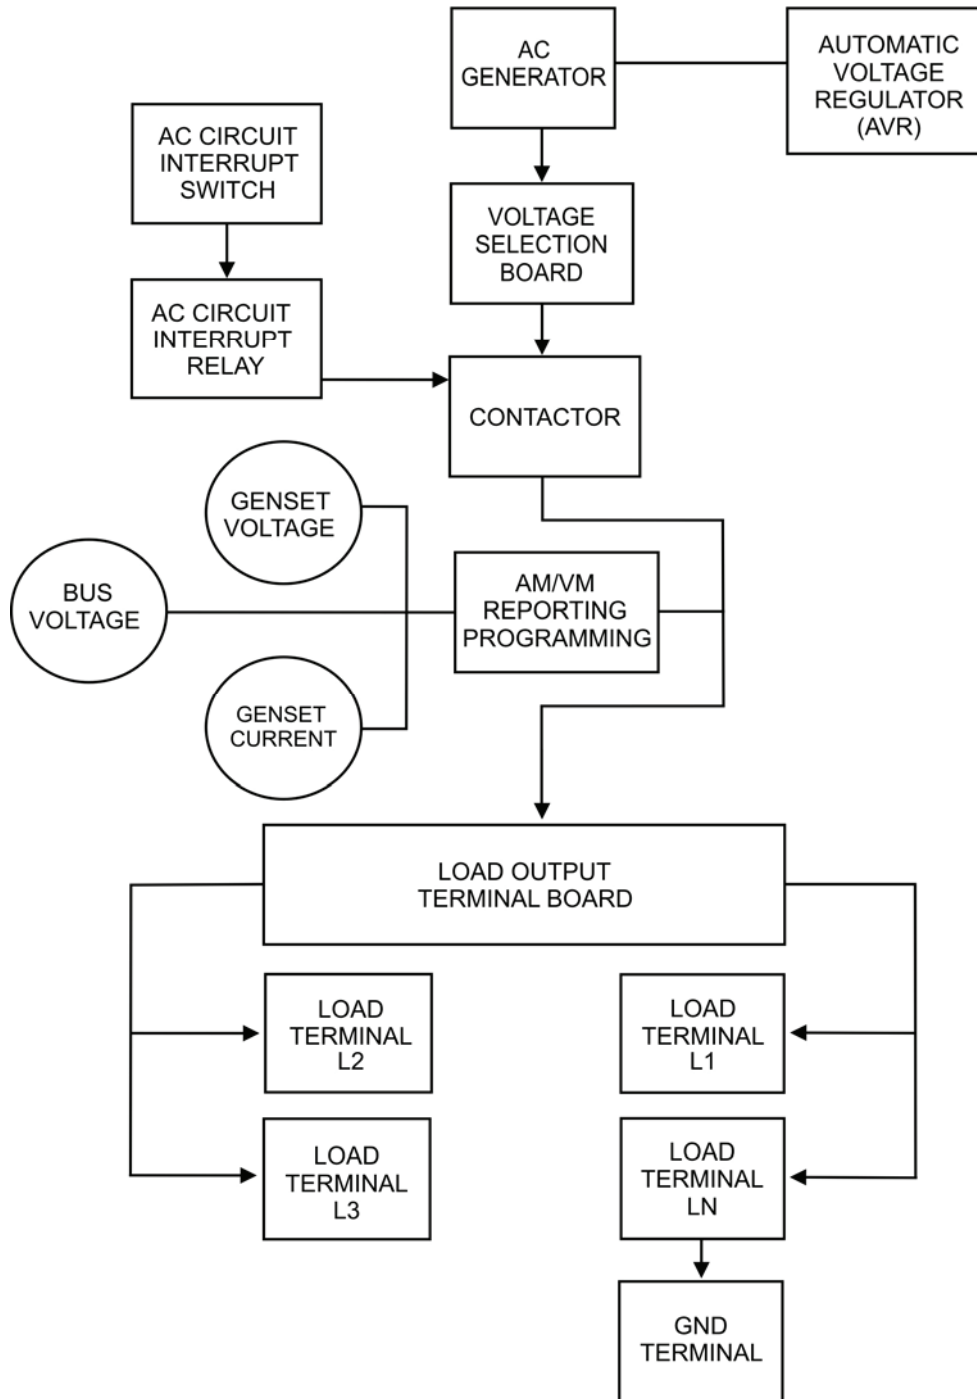 AC
GENERATOR
AUTOMATIC
VOLTAGE
REGULATOR
(AVR)
AC CIRCUIT
INTERRUPT
SWITCH
VOLTAGE
SELECTION
BOARD
AC CIRCUIT
INTERRUPT
RELAY
CONTACTOR
GENSET
VOLTAGE
BUS
VOLTAGE
AM/VM
REPORTING
PROGRAMMING
GENSET
CURRENT
LOAD OUTPUT
TERMINAL BOARD
LOAD
TERMINAL
L2
LOAD
TERMINAL
L1
LOAD
TERMINAL
L3
LOAD
TERMINAL
LN
GND
TERMINAL